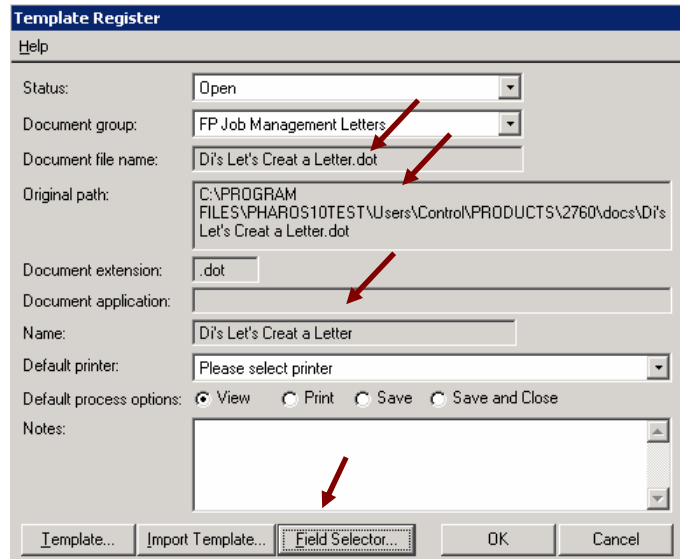 Template Register
Help
Status: Open
Document group: FP Job Management Letters
Document file name: Di's Let's Creat a Letter.dot
Original path: C:\PROGRAM
FILES\PHAROS10TEST\Users\Control\PRODUCTS\2760\docs\Di's
Let's Creat a Letter.dot
Document extension: .dot
Document application:
Name: Di's Let's Creat a Letter
Default printer: Please select printer
Default process options: View Print Save Save and Close
Notes:
Template... Import Template... Field Selector... OK Cancel